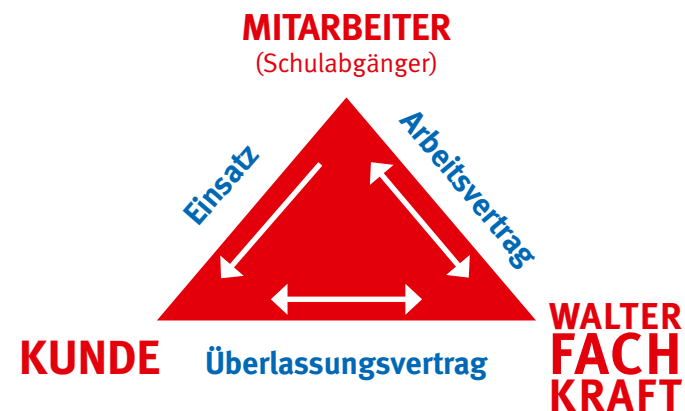 MITARBEITER
(Schulabgänger)
Einsatz
Arbeitsvertrag
KUNDE
Überlassungsvertrag
WALTER
FACH
KRAFT